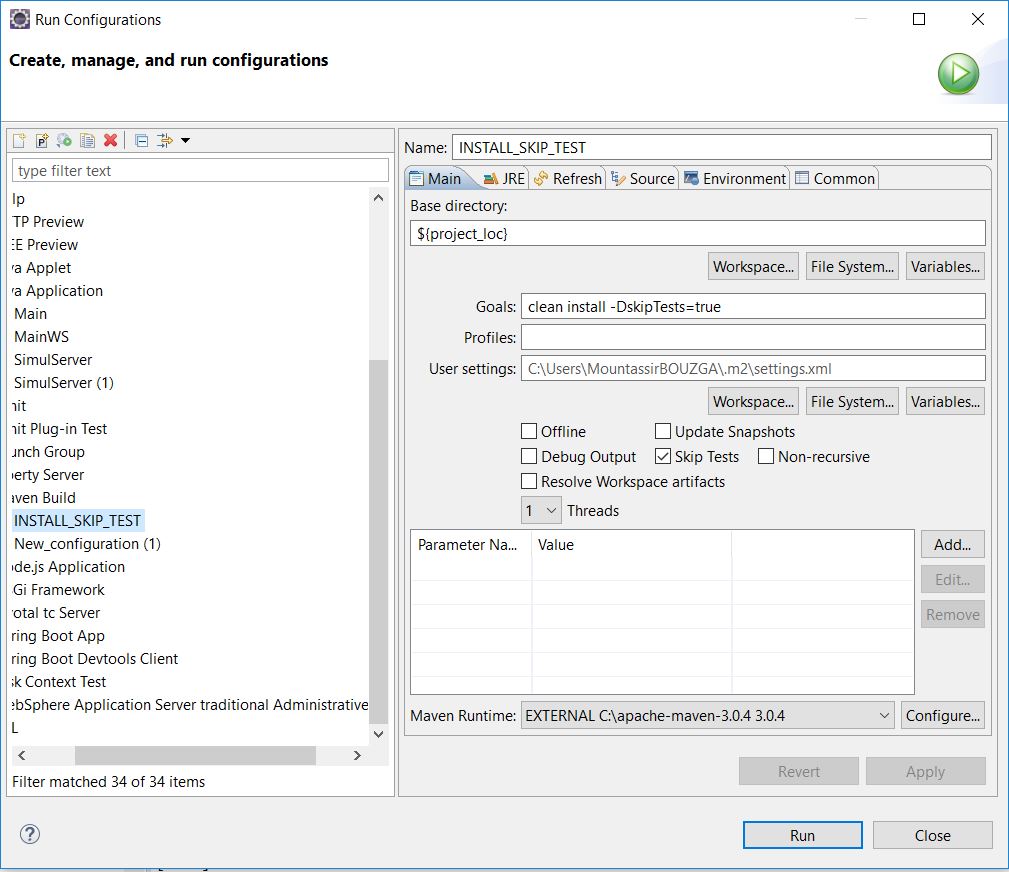 Run Configurations
Create, manage, and run configurations
type filter text
lp
TP Preview
EE Preview
va Applet
va Application
Main
MainWS
SimulServer
SimulServer (1)
nit
nit Plug-in Test
unch Group
perty Server
aven Build
INSTALL_SKIP_TEST
New_configuration (1)
ode.js Application
Gi Framework
votal tc Server
ring Boot App
ring Boot Devtools Client
sk Context Test
ebSphere Application Server traditional Administrative
L
Filter matched 34 of 34 items
Name: INSTALL_SKIP_TEST
Main JRE Refresh Source Environment Common
Base directory:
${project_loc}
Workspace... File System... Variables...
Goals: clean install -DskipTests=true
Profiles:
User settings: C:\Users\MountassirBOUZGA\.m2\settings.xml
Workspace... File System... Variables...
Offline Update Snapshots
Debug Output Skip Tests Non-recursive
Resolve Workspace artifacts
1 Threads
Parameter Na... Value
Add...
Edit...
Remove
Maven Runtime: EXTERNAL C:\apache-maven-3.0.4 3.0.4 Configure...
Revert Apply
Run Close